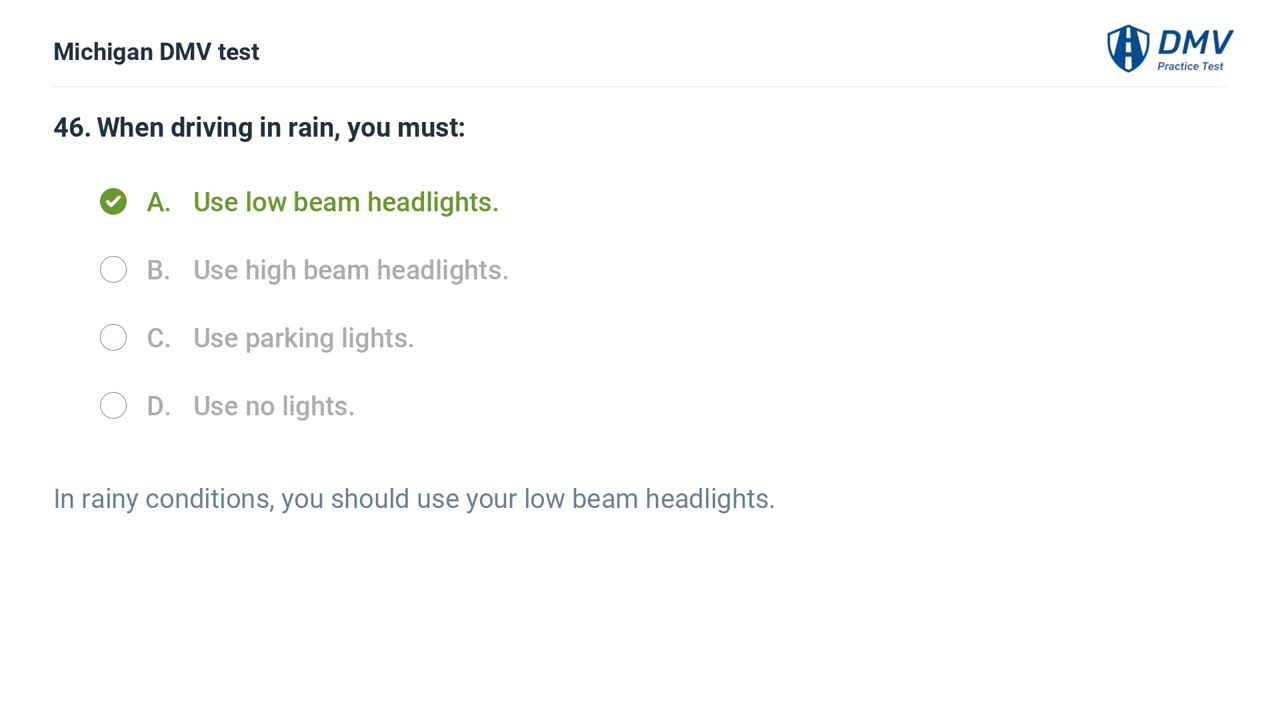 Michigan DMV test
DMV
Practice Test
46. When driving in rain, you must:
A. Use low beam headlights.
B. Use high beam headlights.
C. Use parking lights.
D. Use no lights.
In rainy conditions, you should use your low beam headlights.